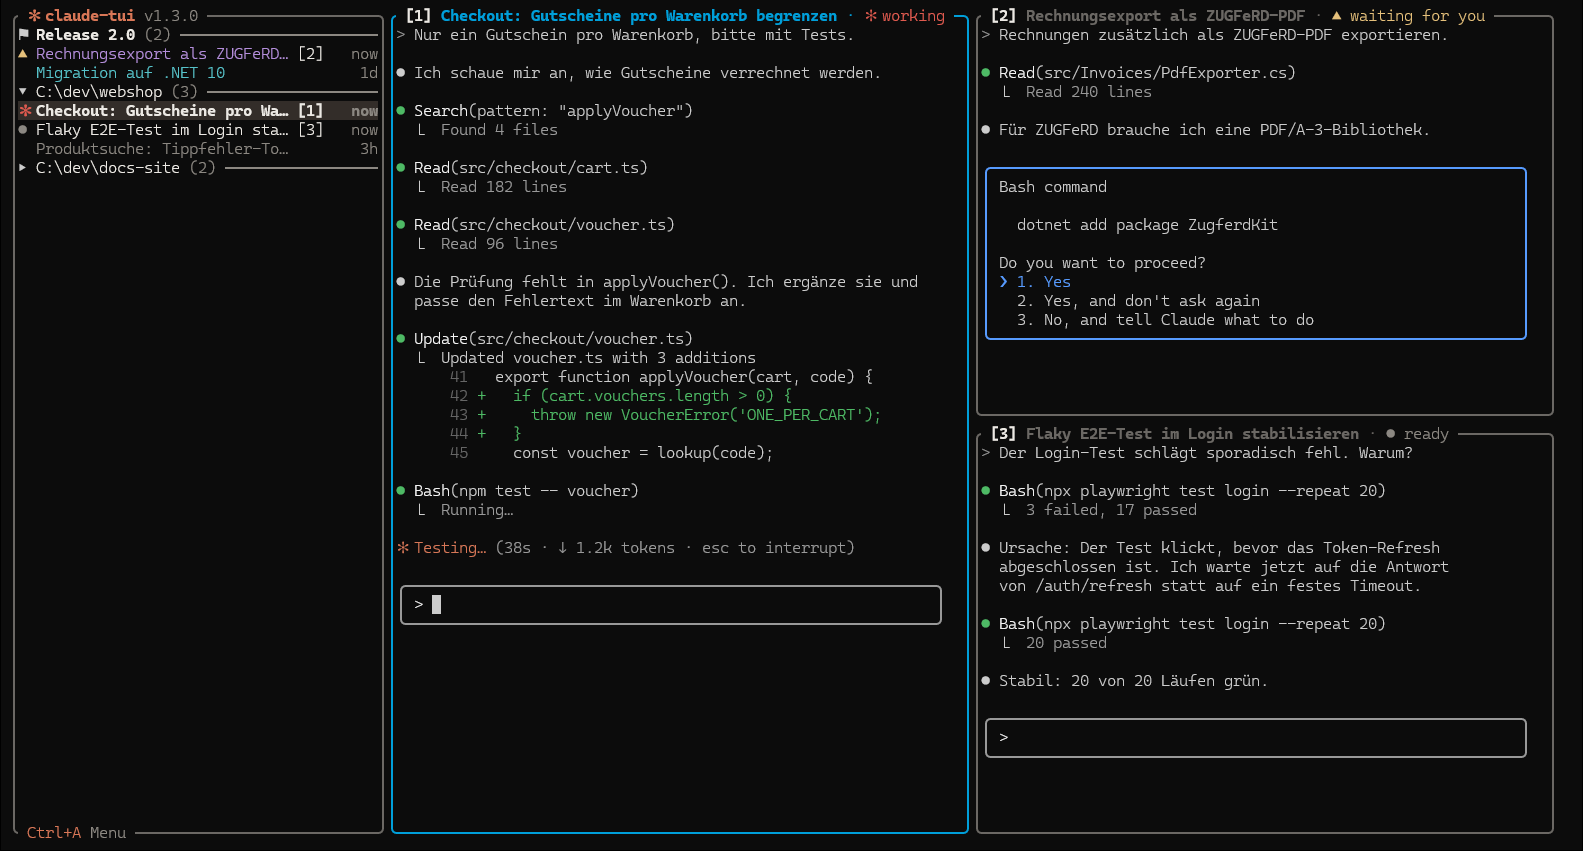 ✻ claude-tui v1.3.0
⚑ Release 2.0 (2)
▲ Rechnungsexport als ZUGFeRD… [2] now
Migration auf .NET 10 1d
▾ C:\dev\webshop (3)
✻ Checkout: Gutscheine pro Wa… [1] now
● Flaky E2E-Test im Login sta… [3] now
Produktsuche: Tippfehler-To… 3h
▸ C:\dev\docs-site (2)
Ctrl+A Menu
[1] Checkout: Gutscheine pro Warenkorb begrenzen · ✻ working
> Nur ein Gutschein pro Warenkorb, bitte mit Tests.
● Ich schaue mir an, wie Gutscheine verrechnet werden.
● Search(pattern: "applyVoucher")
└ Found 4 files
● Read(src/checkout/cart.ts)
└ Read 182 lines
● Read(src/checkout/voucher.ts)
└ Read 96 lines
● Die Prüfung fehlt in applyVoucher(). Ich ergänze sie und
passe den Fehlertext im Warenkorb an.
● Update(src/checkout/voucher.ts)
└ Updated voucher.ts with 3 additions
41 export function applyVoucher(cart, code) {
42 + if (cart.vouchers.length > 0) {
43 + throw new VoucherError('ONE_PER_CART');
44 + }
45 const voucher = lookup(code);
● Bash(npm test -- voucher)
└ Running…
✻ Testing… (38s · ↓ 1.2k tokens · esc to interrupt)
>
[2] Rechnungsexport als ZUGFeRD-PDF · ▲ waiting for you
> Rechnungen zusätzlich als ZUGFeRD-PDF exportieren.
● Read(src/Invoices/PdfExporter.cs)
└ Read 240 lines
● Für ZUGFeRD brauche ich eine PDF/A-3-Bibliothek.
Bash command
dotnet add package ZugferdKit
Do you want to proceed?
❯ 1. Yes
2. Yes, and don't ask again
3. No, and tell Claude what to do
[3] Flaky E2E-Test im Login stabilisieren · ● ready
> Der Login-Test schlägt sporadisch fehl. Warum?
● Bash(npx playwright test login --repeat 20)
└ 3 failed, 17 passed
● Ursache: Der Test klickt, bevor das Token-Refresh
abgeschlossen ist. Ich warte jetzt auf die Antwort
von /auth/refresh statt auf ein festes Timeout.
● Bash(npx playwright test login --repeat 20)
└ 20 passed
● Stabil: 20 von 20 Läufen grün.
>